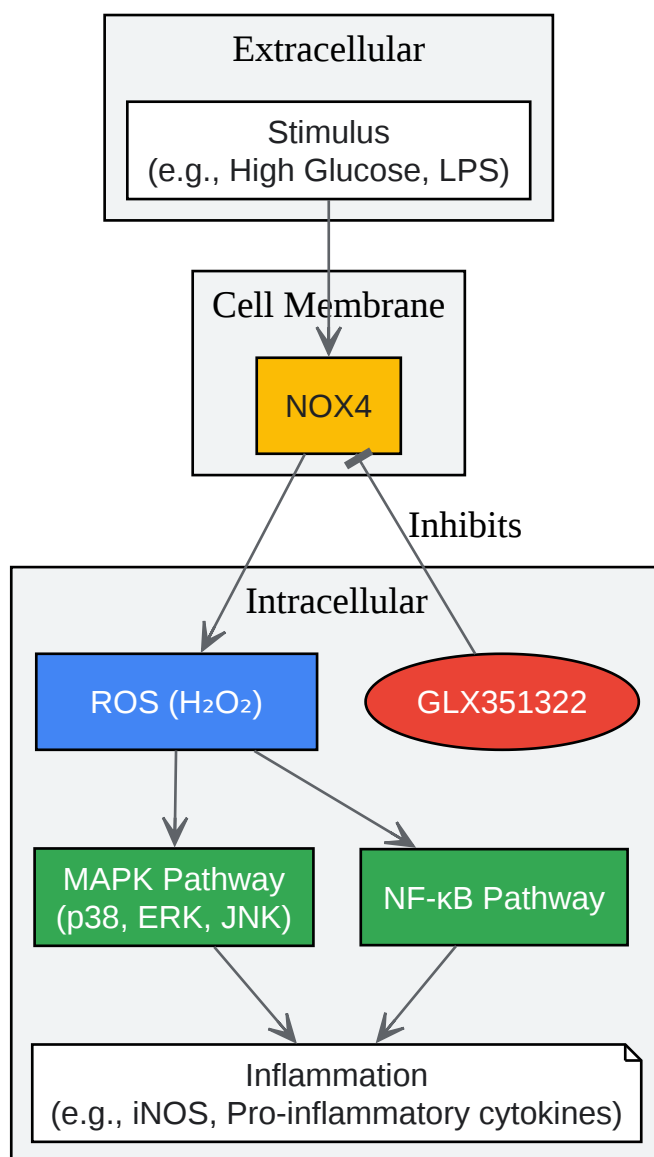 Extracellular
Stimulus
(e.g., High Glucose, LPS)
Cell Membrane
NOX4
Inhibits
Intracellular
ROS (H₂O₂)
GLX351322
MAPK Pathway
(p38, ERK, JNK)
NF-κB Pathway
Inflammation
(e.g., iNOS, Pro-inflammatory cytokines)